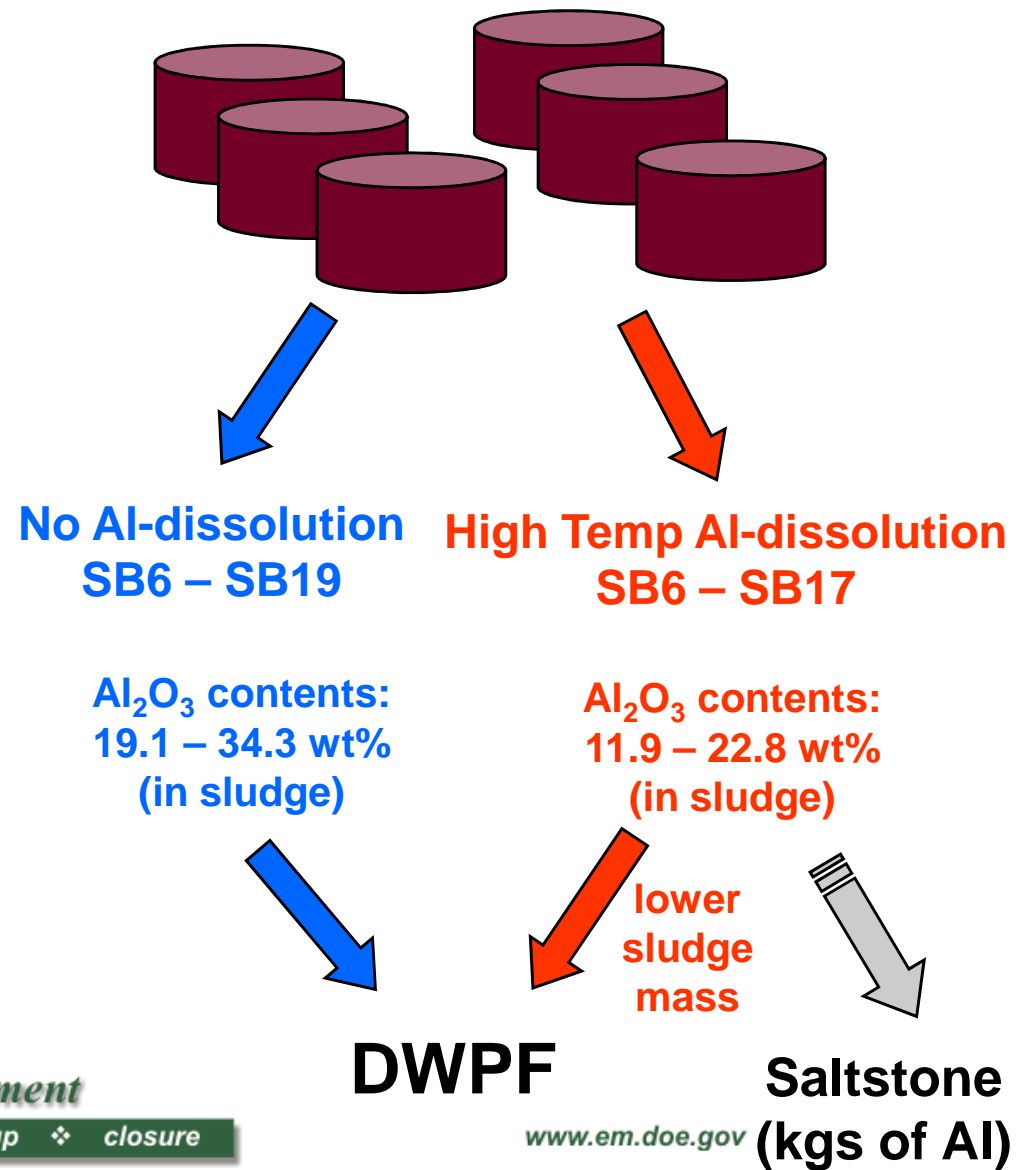 No Al-dissolution
SB6 – SB19
High Temp Al-dissolution
SB6 – SB17
Al₂O₃ contents:
19.1 – 34.3 wt%
(in sludge)
Al₂O₃ contents:
11.9 – 22.8 wt%
(in sludge)
lower
sludge
mass
DWPF
Saltstone
(kgs of Al)
closure
www.em.doe.gov